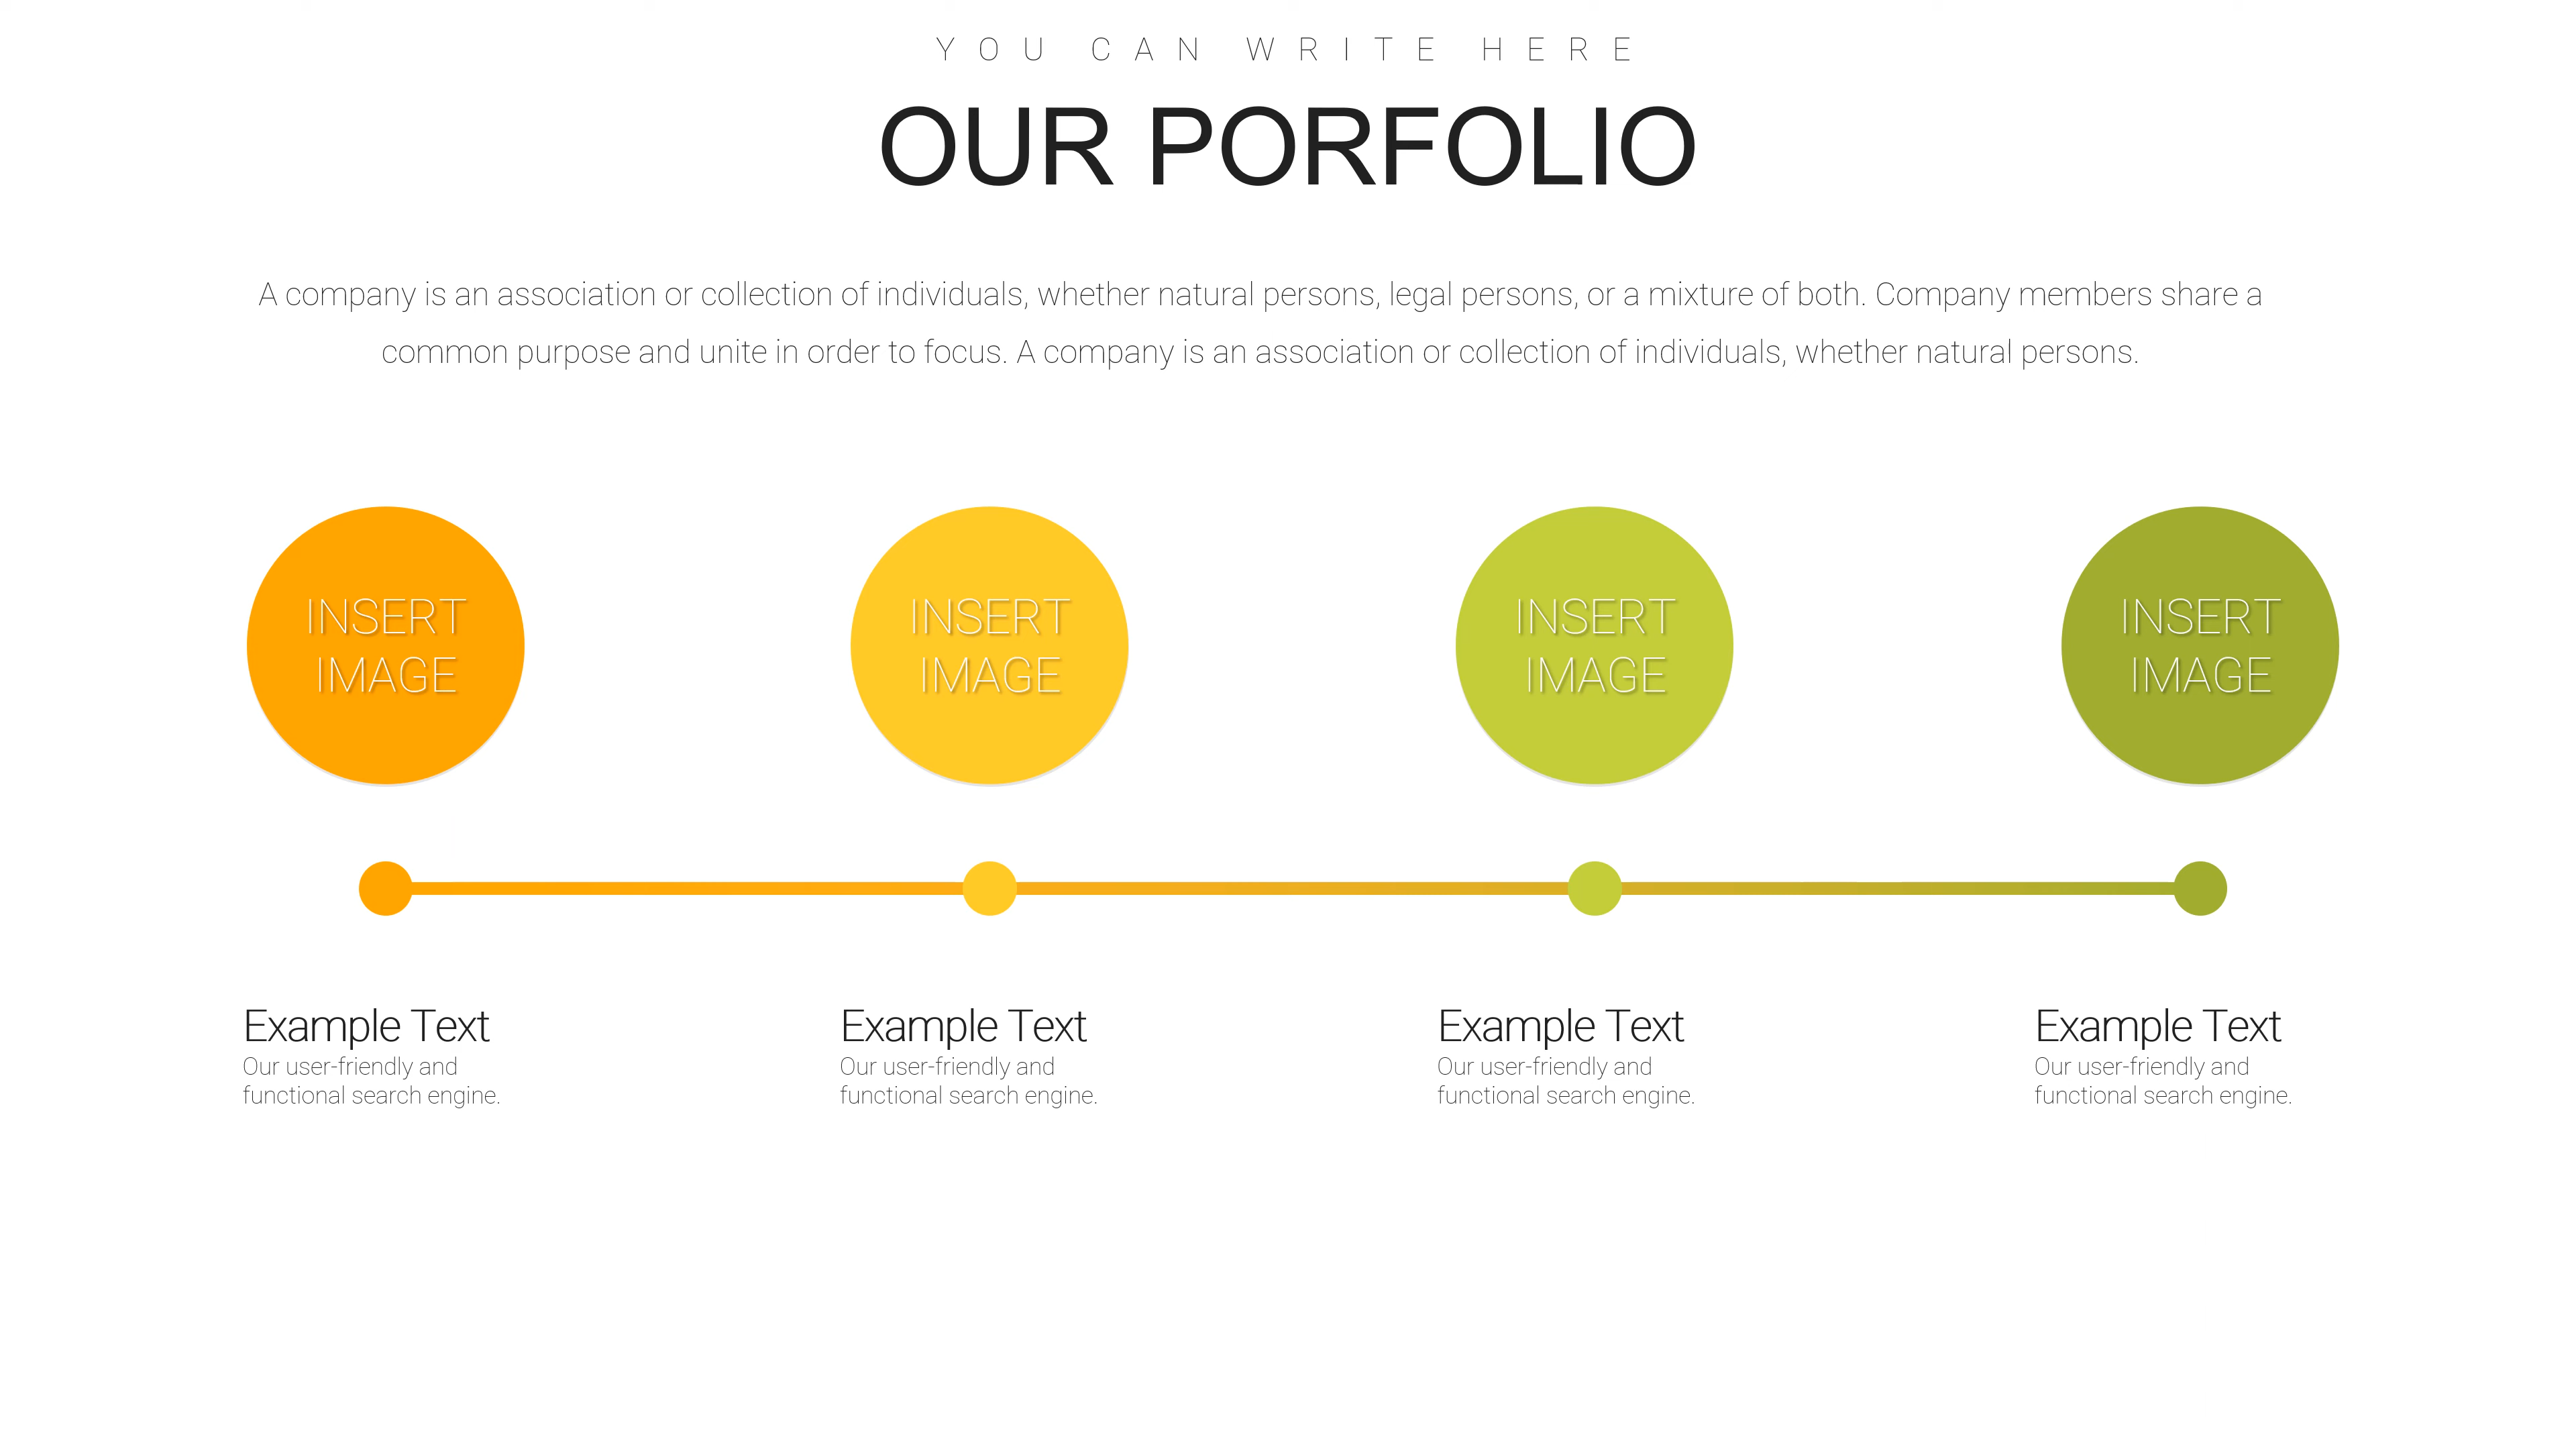 YOU CAN WRITE HERE
OUR PORFOLIO
A company is an association or collection of individuals, whether natural persons, legal persons, or a mixture of both. Company members share a
common purpose and unite in order to focus. A company is an association or collection of individuals, whether natural persons.
INSERT
IMAGE
INSERT
IMAGE
INSERT
IMAGE
INSERT
IMAGE
Example Text
Our user-friendly and
functional search engine.
Example Text
Our user-friendly and
functional search engine.
Example Text
Our user-friendly and
functional search engine.
Example Text
Our user-friendly and
functional search engine.